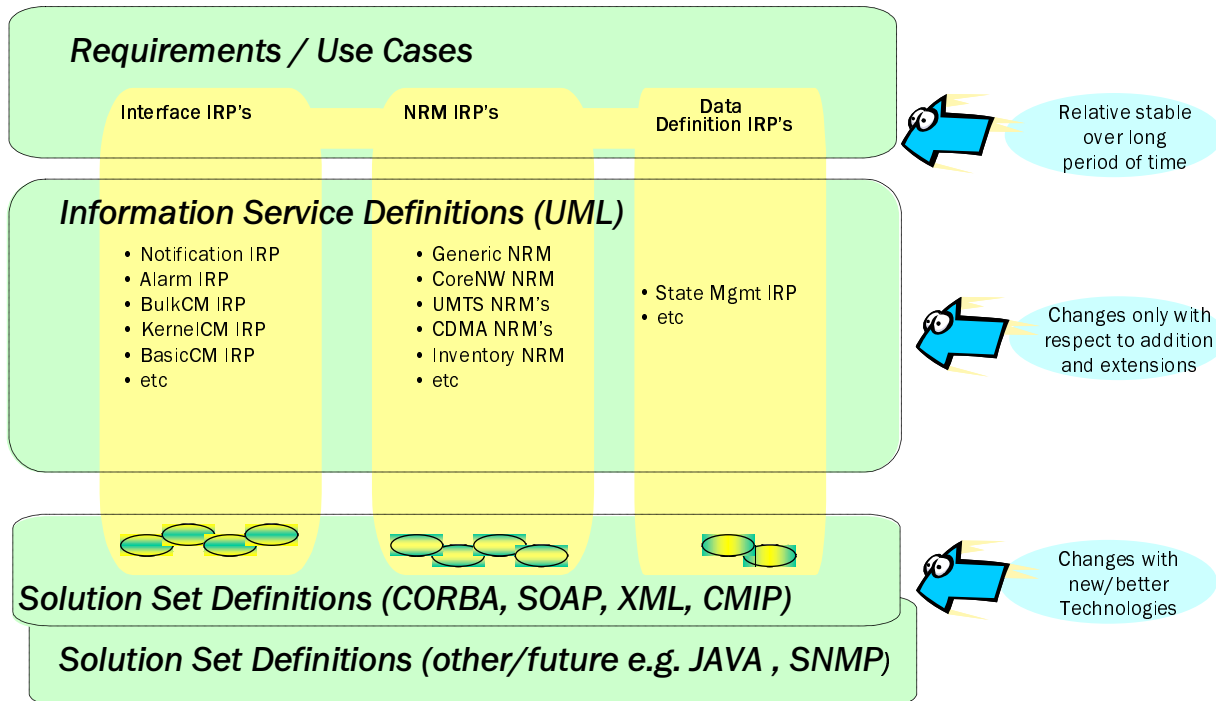 Requirements / Use Cases
Interface IRP's
NRM IRP's
Data
Definition IRP's
Relative stable
over long
period of time
Information Service Definitions (UML)
• Notification IRP
• Alarm IRP
• BulkCM IRP
• KernelCM IRP
• BasicCM IRP
• etc
• Generic NRM
• CoreNW NRM
• UMTS NRM's
• CDMA NRM's
• Inventory NRM
• etc
• State Mgmt IRP
• etc
Changes only with
respect to addition
and extensions
Solution Set Definitions (CORBA, SOAP, XML, CMIP)
Changes with
new/better
Technologies
Solution Set Definitions (other/future e.g. JAVA , SNMP)